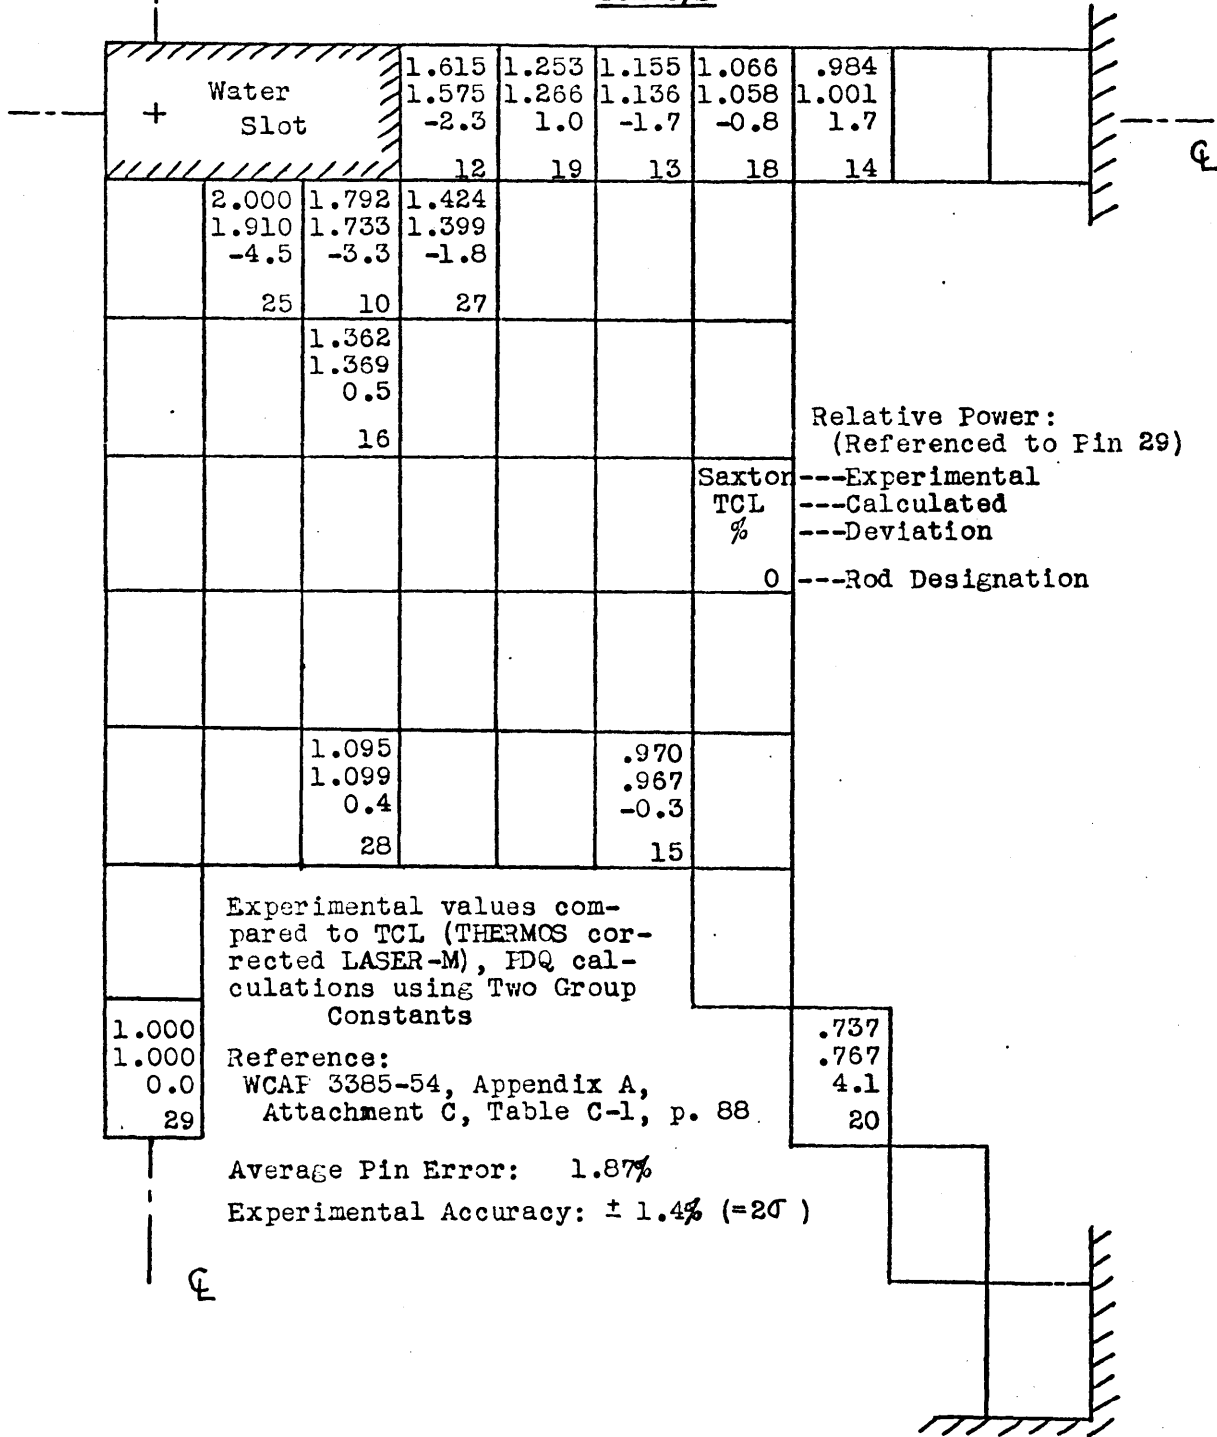 Water
Slot
+
1.615 1.253 1.155 1.066 .984
1.575 1.266 1.136 1.058 1.001
-2.3 1.0 -1.7 -0.8 1.7
12 19 13 18 14
℄
2.000 1.792 1.424
1.910 1.733 1.399
-4.5 -3.3 -1.8
25 10 27
1.362
1.369
0.5
16
Relative Power:
(Referenced to Pin 29)
Saxton ---Experimental
TCL ---Calculated
% ---Deviation
0 ---Rod Designation
1.095 .970
1.099 .967
0.4 -0.3
28 15
Experimental values com-
pared to TCL (THERMOS cor-
rected LASER-M), PDQ cal-
culations using Two Group
Constants
1.000 .737
1.000 .767
0.0 4.1
29 20
Reference:
WCAP 3385-54, Appendix A,
Attachment C, Table C-1, p. 88
Average Pin Error: 1.87%
Experimental Accuracy: ± 1.4% (=2σ )
℄